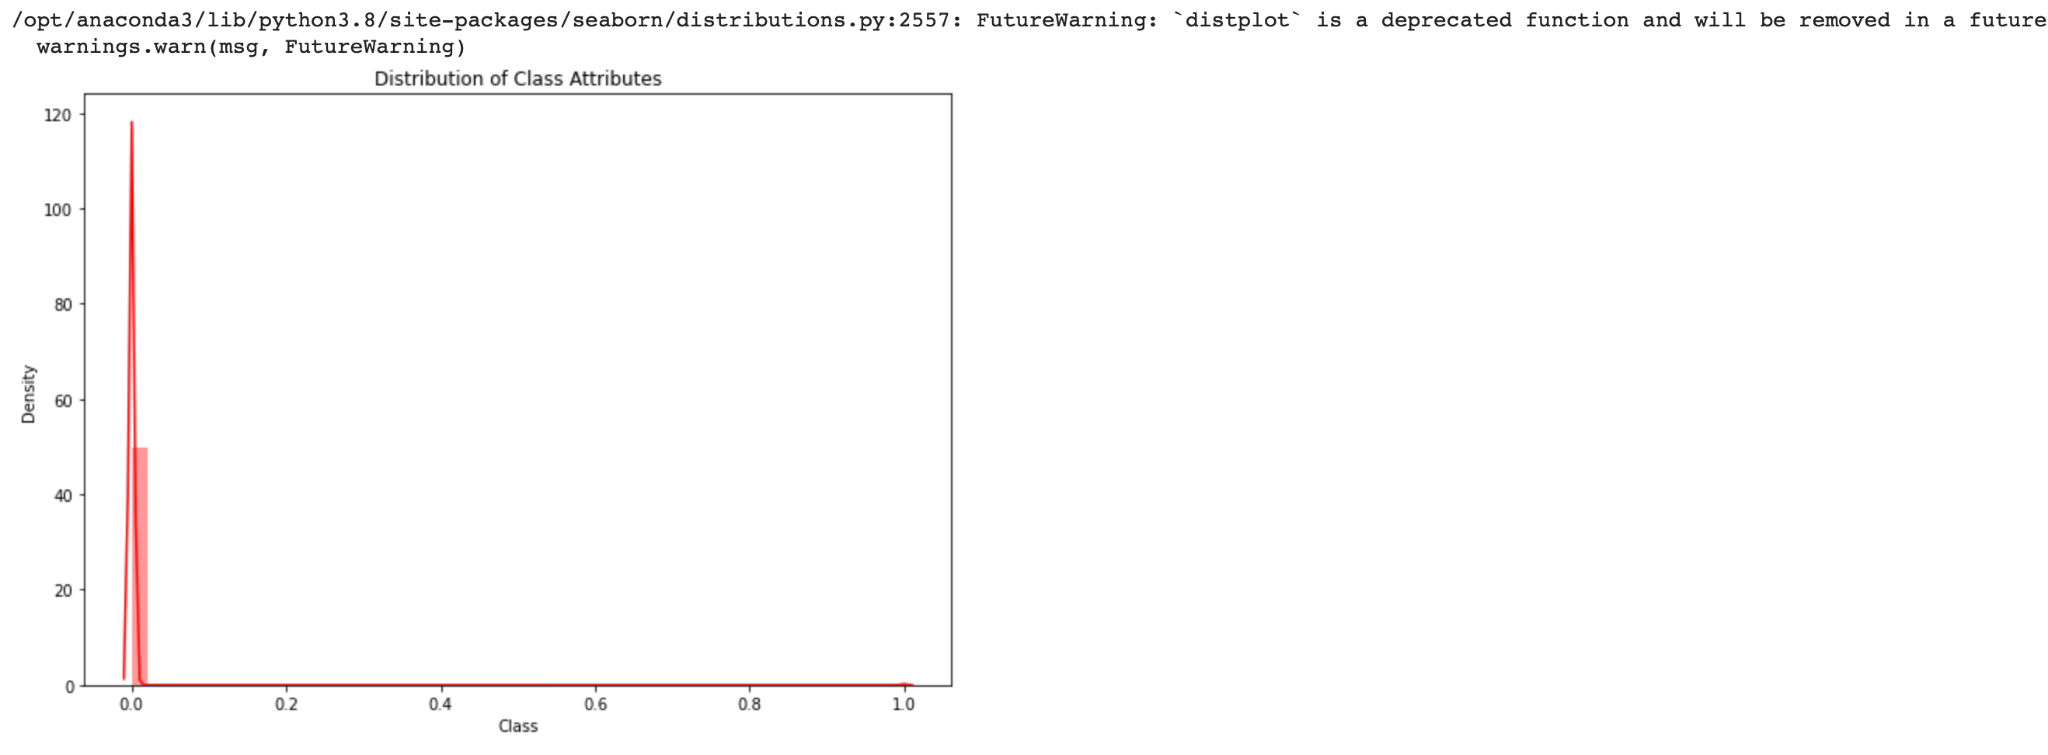 /opt/anaconda3/lib/python3.8/site-packages/seaborn/distributions.py:2557: FutureWarning: `distplot` is a deprecated function and will be removed in a future
warnings.warn(msg, FutureWarning)
Distribution of Class Attributes
120
100
80
60
40
20
0
Density
0.0 0.2 0.4 0.6 0.8 1.0
Class